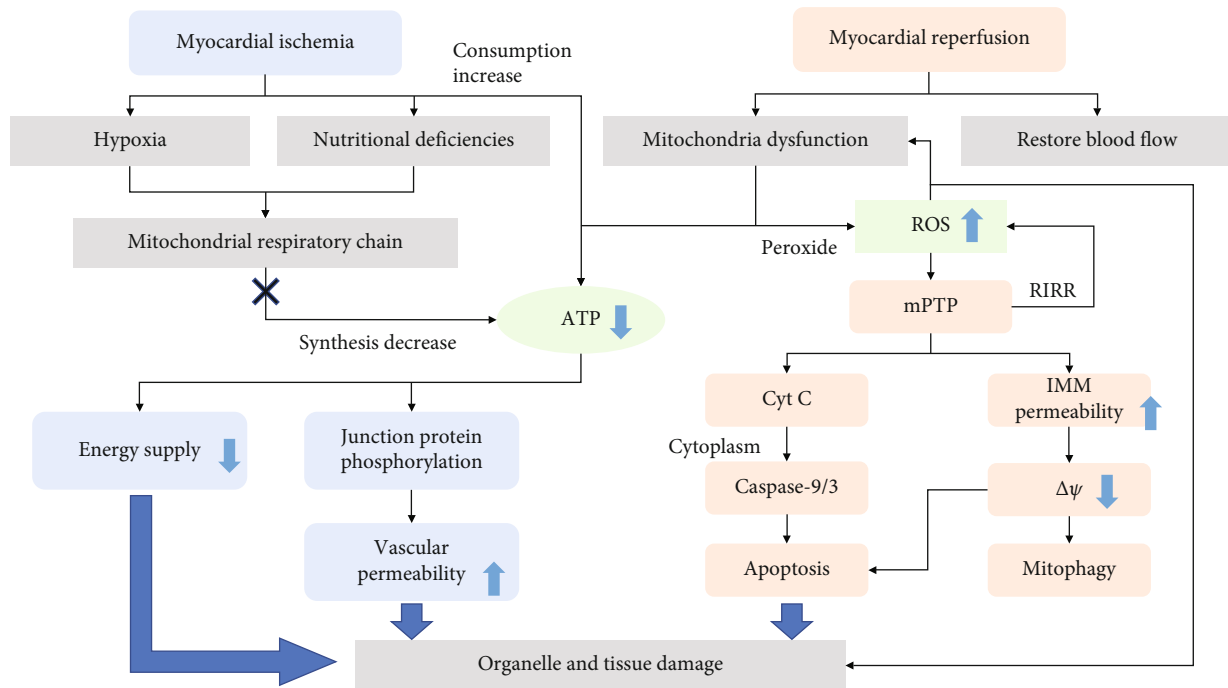 Myocardial ischemia
Consumption
increase
Myocardial reperfusion
Hypoxia
Nutritional deficiencies
Mitochondria dysfunction
Restore blood flow
Mitochondrial respiratory chain
Peroxide
ROS
RIRR
mPTP
ATP
Synthesis decrease
Energy supply
Junction protein
phosphorylation
Cyt C
IMM
permeability
Cytoplasm
Caspase-9/3
Δψ
Vascular
permeability
Apoptosis
Mitophagy
Organelle and tissue damage